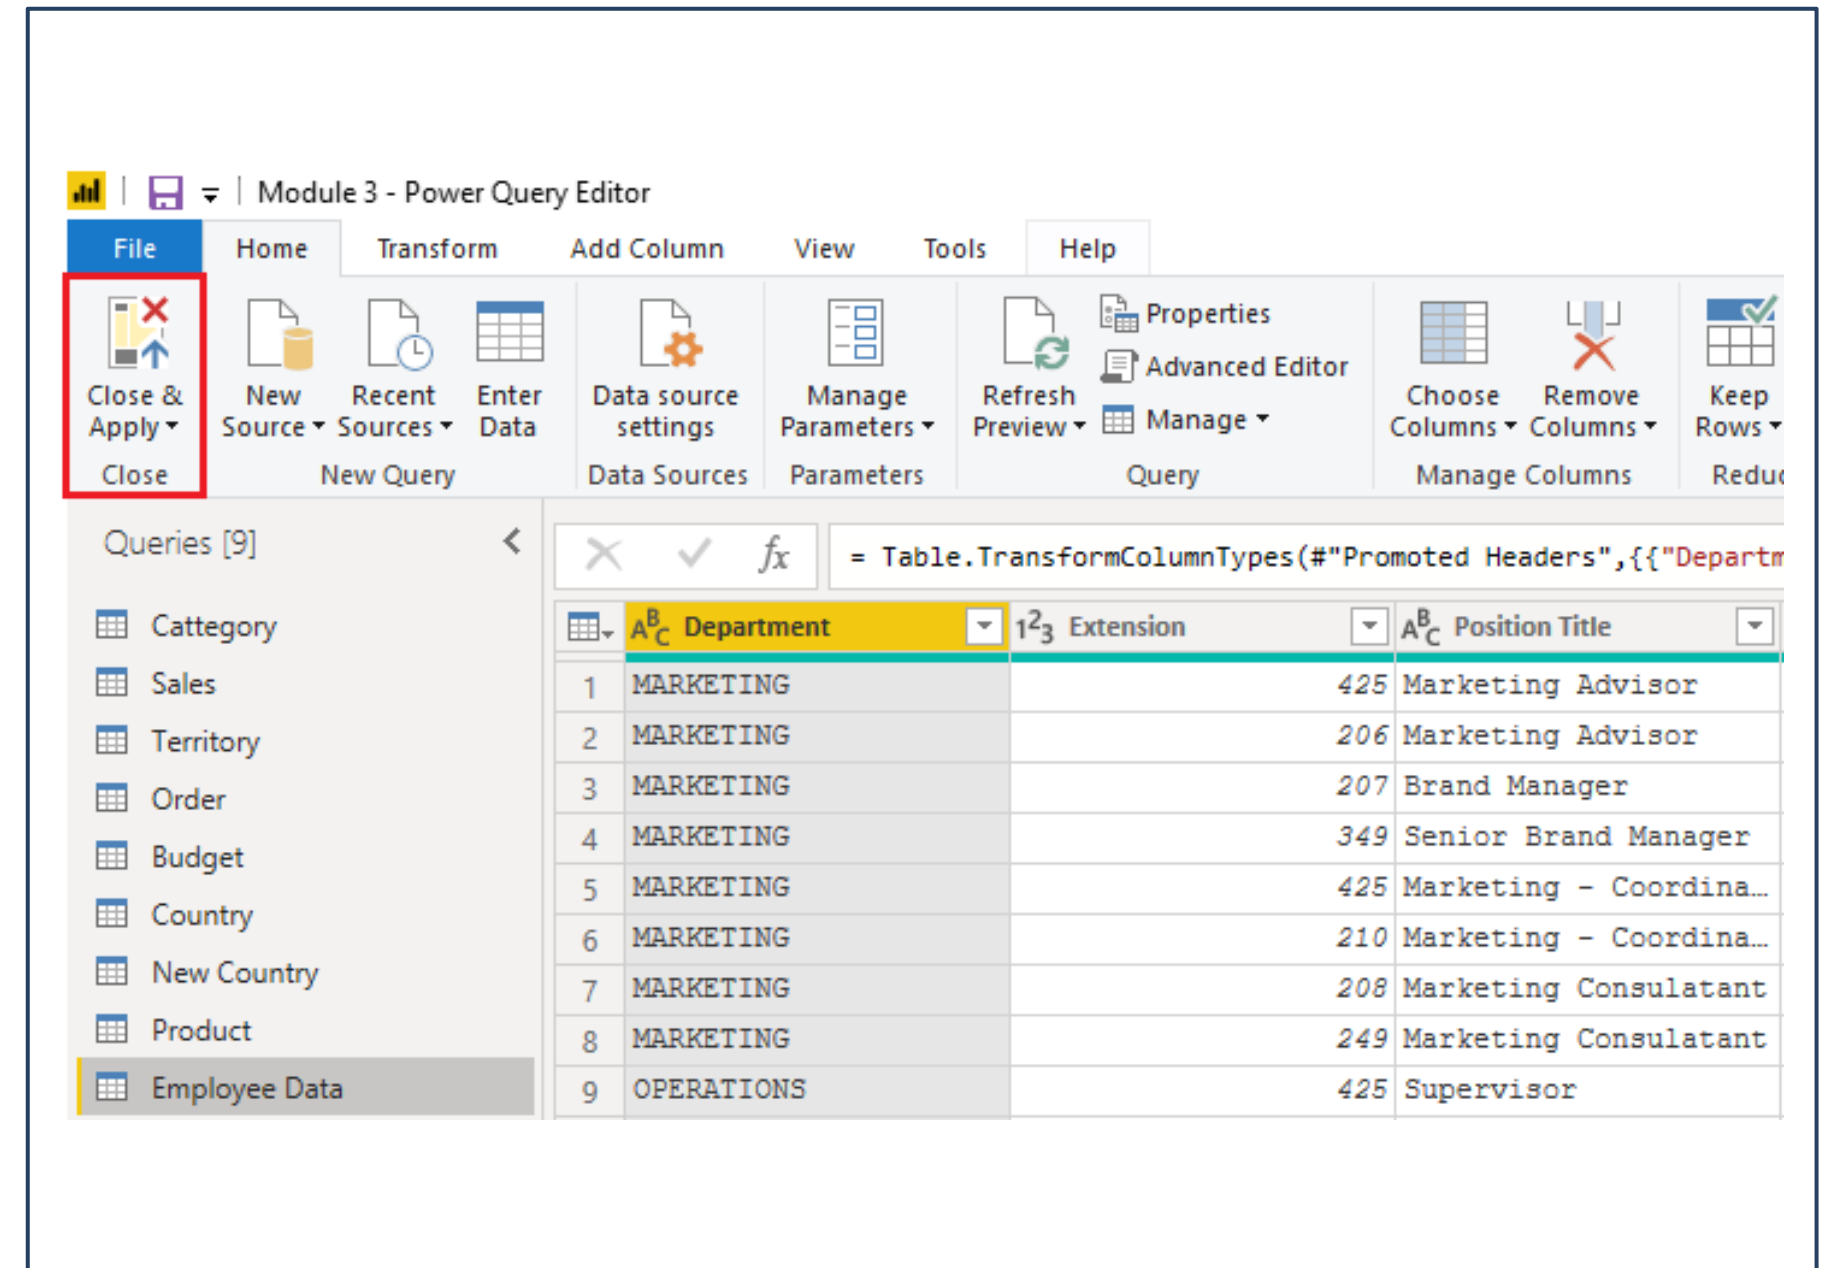 Module 3 - Power Query Editor
File Home Transform Add Column View Tools Help
Close & Apply
New Source
Recent Sources
Enter Data
Data source settings
Manage Parameters
Refresh Preview
Properties
Advanced Editor
Manage
Choose Columns
Remove Columns
Keep Rows
Close New Query Data Sources Parameters Query Manage Columns Reduc
Queries [9]
fx = Table.TransformColumnTypes(#"Promoted Headers",{{"Departm
Cattegory
Sales
Territory
Order
Budget
Country
New Country
Product
Employee Data
ABC Department 123 Extension ABC Position Title
1 MARKETING 425 Marketing Advisor
2 MARKETING 206 Marketing Advisor
3 MARKETING 207 Brand Manager
4 MARKETING 349 Senior Brand Manager
5 MARKETING 425 Marketing - Coordina...
6 MARKETING 210 Marketing - Coordina...
7 MARKETING 208 Marketing Consulatant
8 MARKETING 249 Marketing Consulatant
9 OPERATIONS 425 Supervisor